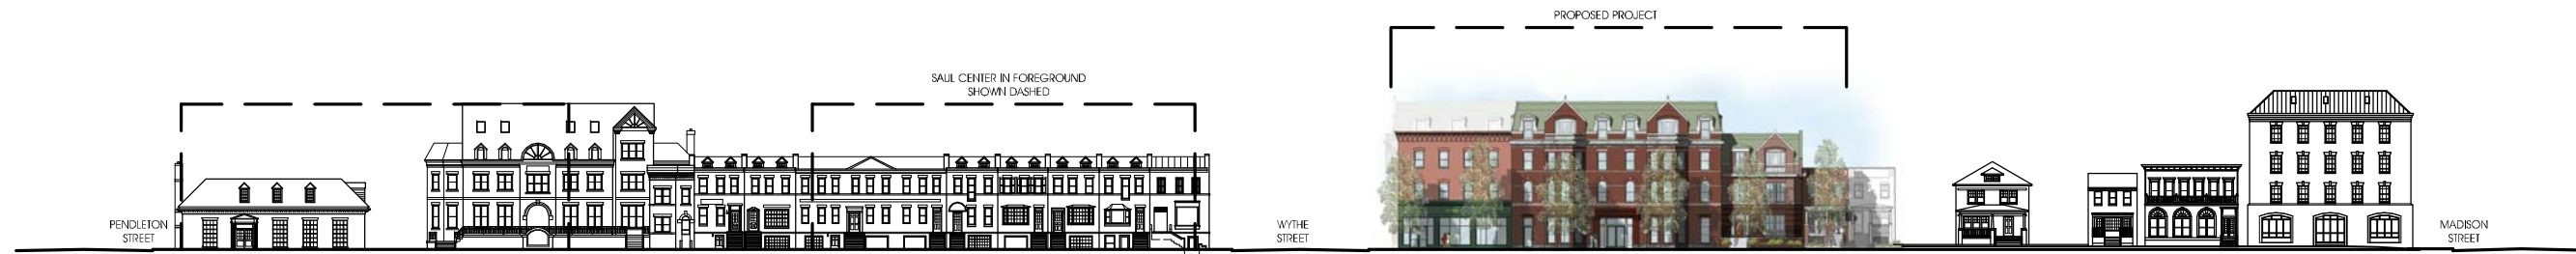 PROPOSED PROJECT
SAUL CENTER IN FOREGROUND
SHOWN DASHED
PENDLETON
STREET
WYTHE
STREET
MADISON
STREET